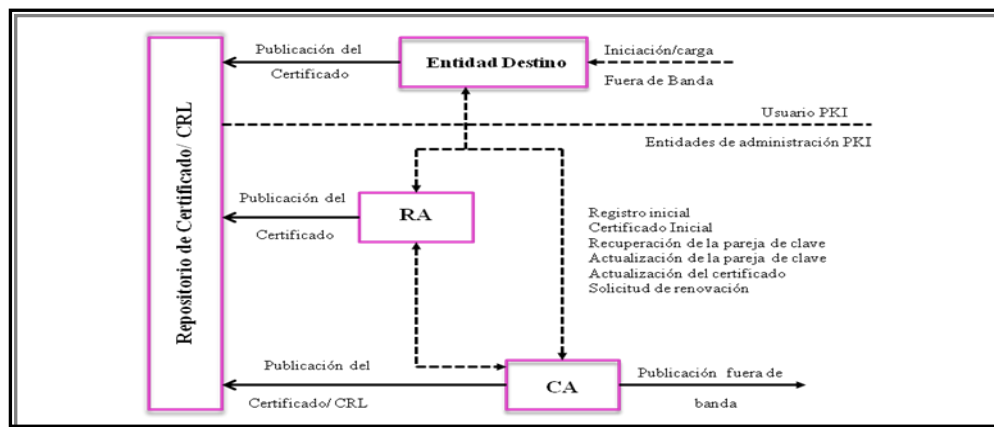 Repositorio de Certificado/ CRL
Publicación del
Certificado
Entidad Destino
Iniciación/carga
Fuera de Banda
Usuario PKI
Entidades de administración PKI
Publicación del
Certificado
RA
Registro inicial
Certificado Inicial
Recuperación de la pareja de clave
Actualización de la pareja de clave
Actualización del certificado
Solicitud de renovación
Publicación del
Certificado/ CRL
CA
Publicación fuera de
banda